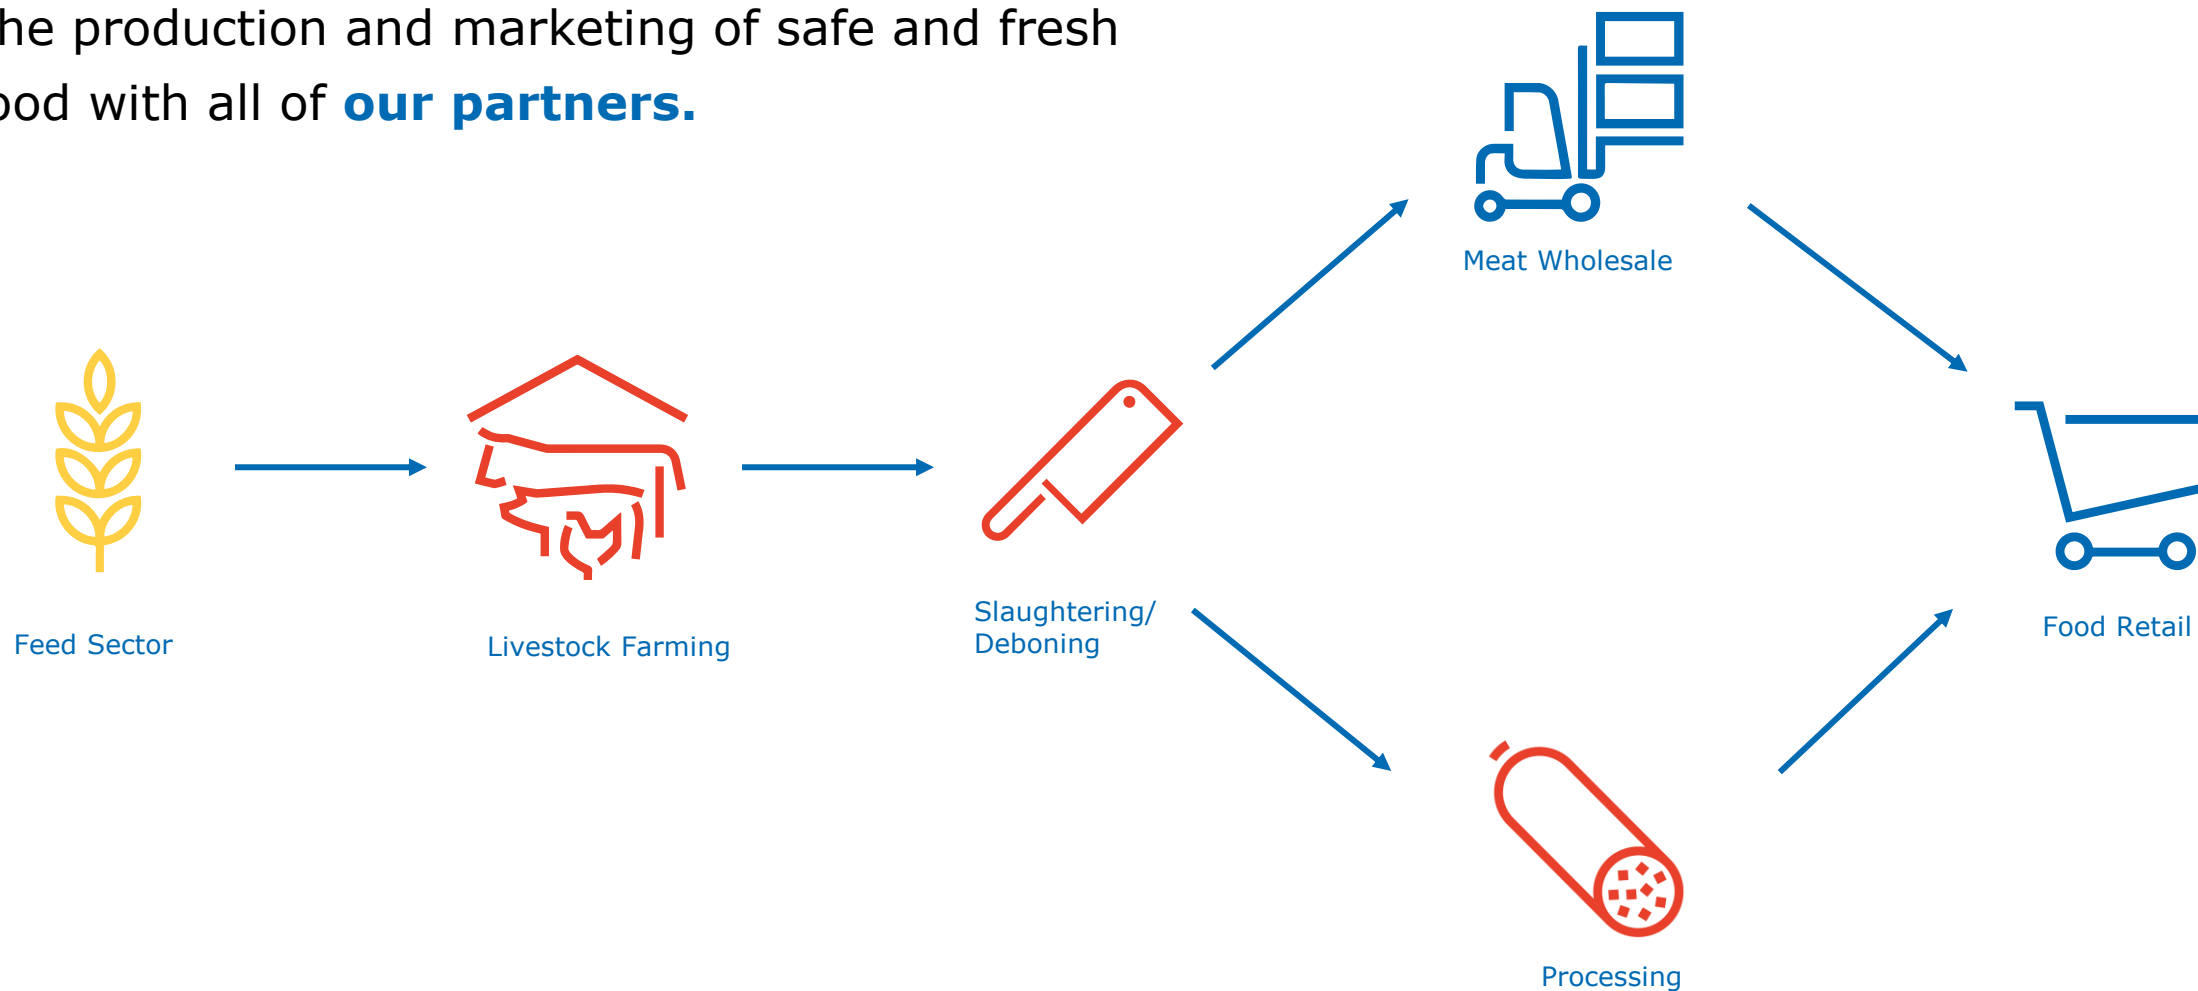 he production and marketing of safe and fresh
ood with all of our partners.
Meat Wholesale
Feed Sector
Livestock Farming
Slaughtering/
Deboning
Food Retail
Processing